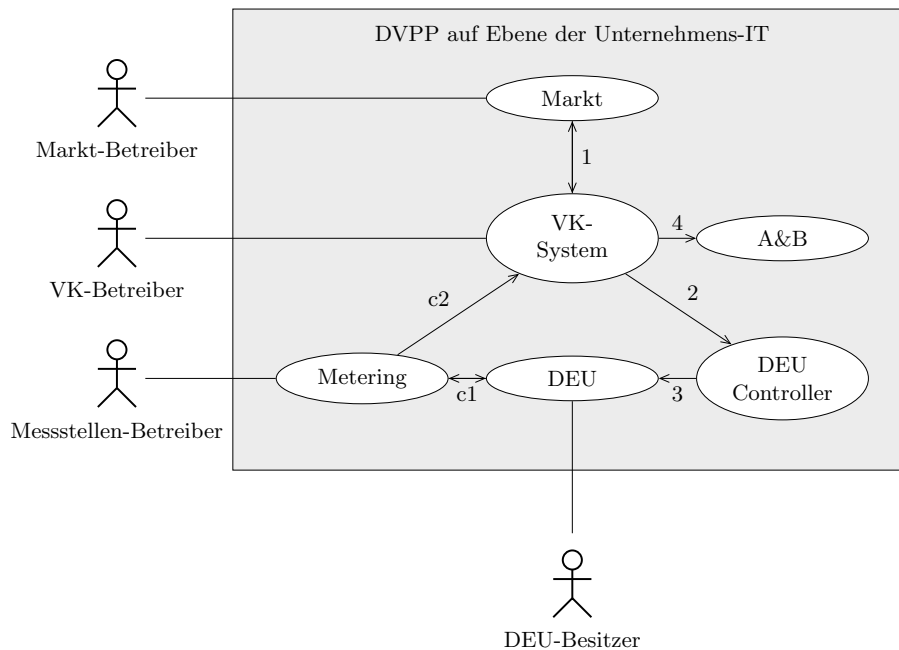 DVPP auf Ebene der Unternehmens-IT
Markt
Markt-Betreiber
1
VK-
System
4
A&B
VK-Betreiber
c2
2
Metering
c1
DEU
3
DEU
Controller
Messstellen-Betreiber
DEU-Besitzer